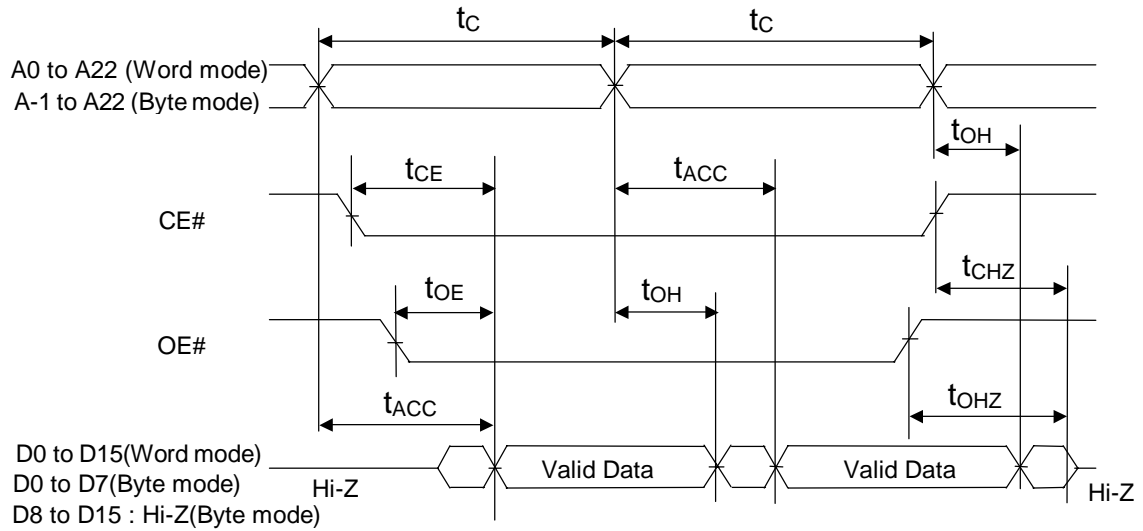 tC tC
A0 to A22 (Word mode)
A-1 to A22 (Byte mode)
tOH
tCE tACC
CE#
tCHZ
tOE tOH
OE#
tOHZ
tACC
D0 to D15(Word mode)
D0 to D7(Byte mode)
D8 to D15 : Hi-Z(Byte mode)
Hi-Z
Valid Data
Valid Data
Hi-Z